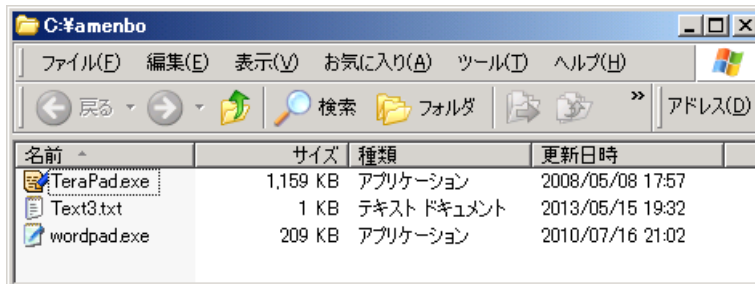 C:¥amenbo
ファイル(F) 編集(E) 表示(V) お気に入り(A) ツール(T) ヘルプ(H)
戻る 検索 フォルダ » アドレス(D)
名前 サイズ 種類 更新日時
TeraPad.exe 1,159 KB アプリケーション 2008/05/08 17:57
Text3.txt 1 KB テキスト ドキュメント 2013/05/15 19:32
wordpad.exe 209 KB アプリケーション 2010/07/16 21:02